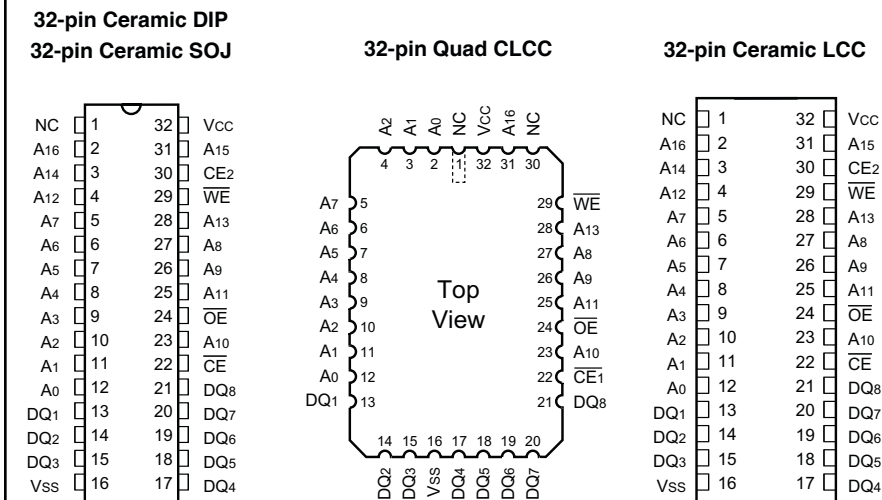 32-pin Ceramic DIP
32-pin Ceramic SOJ
NC 1 32 VCC
A16 2 31 A15
A14 3 30 CE2
A12 4 29 WE
A7 5 28 A13
A6 6 27 A8
A5 7 26 A9
A4 8 25 A11
A3 9 24 OE
A2 10 23 A10
A1 11 22 CE
A0 12 21 DQ8
DQ1 13 20 DQ7
DQ2 14 19 DQ6
DQ3 15 18 DQ5
VSS 16 17 DQ4
32-pin Quad CLCC
A2 A1 A0 NC VCC A16 NC
4 3 2 1 32 31 30
A7 5 29 WE
A6 6 28 A13
A5 7 27 A8
A4 8 26 A9
A3 9 25 A11
A2 10 24 OE
A1 11 23 A10
A0 12 22 CE1
DQ1 13 21 DQ8
Top
View
14 15 16 17 18 19 20
DQ2 DQ3 VSS DQ4 DQ5 DQ6 DQ7
32-pin Ceramic LCC
NC 1 32 VCC
A16 2 31 A15
A14 3 30 CE2
A12 4 29 WE
A7 5 28 A13
A6 6 27 A8
A5 7 26 A9
A4 8 25 A11
A3 9 24 OE
A2 10 23 A10
A1 11 22 CE
A0 12 21 DQ8
DQ1 13 20 DQ7
DQ2 14 19 DQ6
DQ3 15 18 DQ5
VSS 16 17 DQ4